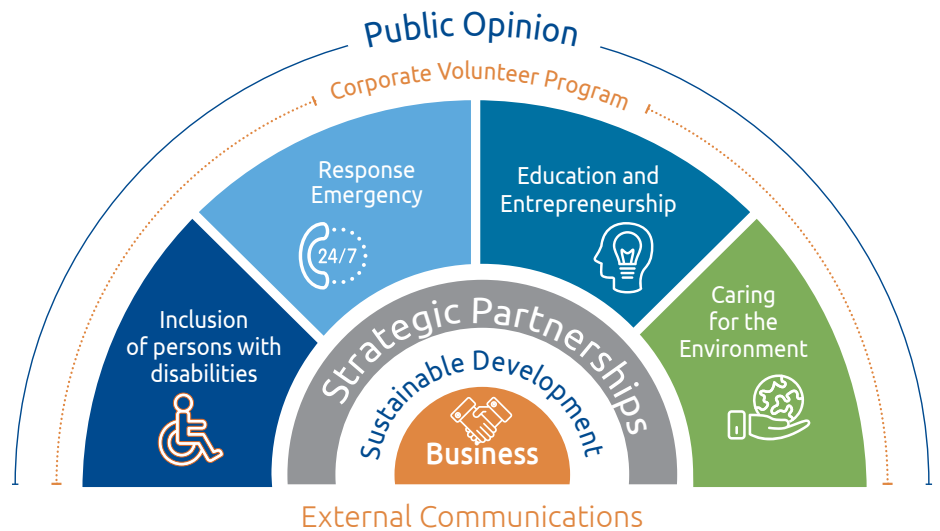 Public Opinion
Corporate Volunteer Program
Response
Emergency
24/7
Education and
Entrepreneurship
Inclusion
of persons with
disabilities
Caring
for the
Environment
Strategic Partnerships
Sustainable Development
Business
External Communications